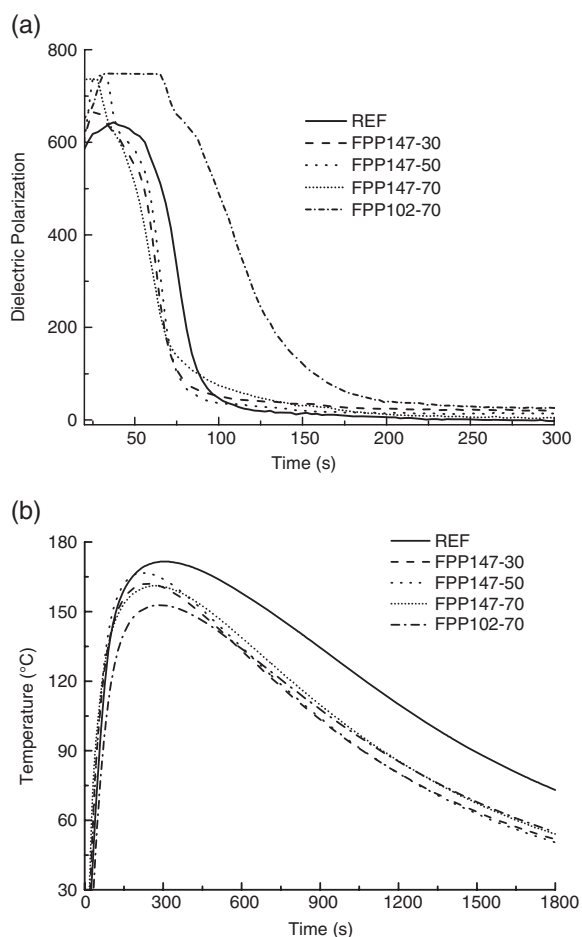 (a)
800
600
400
200
0
Dielectric Polarization
REF
FPP147-30
FPP147-50
FPP147-70
FPP102-70
50 100 150 200 250 300
Time (s)
(b)
180
150
120
90
60
30
Temperature (°C)
REF
FPP147-30
FPP147-50
FPP147-70
FPP102-70
0 300 600 900 1200 1500 1800
Time (s)